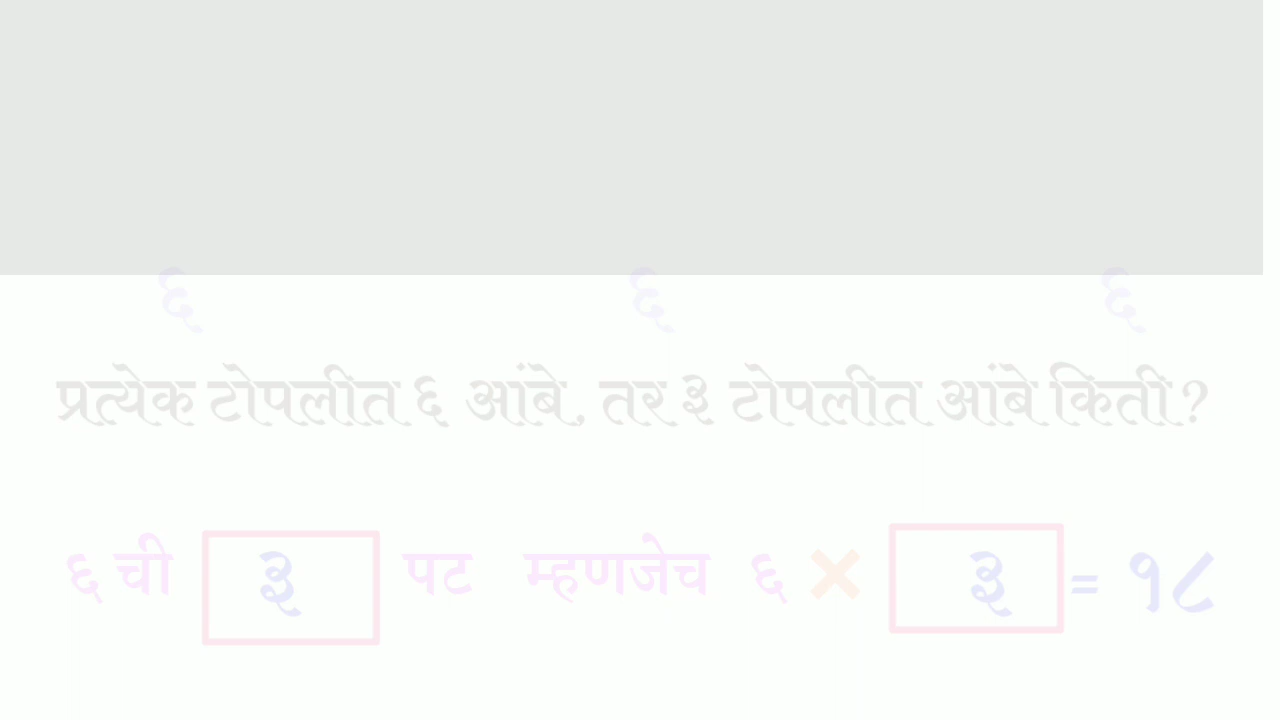 ६ ६ ६
प्रत्येक टोपलीत ६ आंबे, तर ३ टोपलीत आंबे किती?
६ ची ३ पट म्हणजेच ६ × ३ = १८